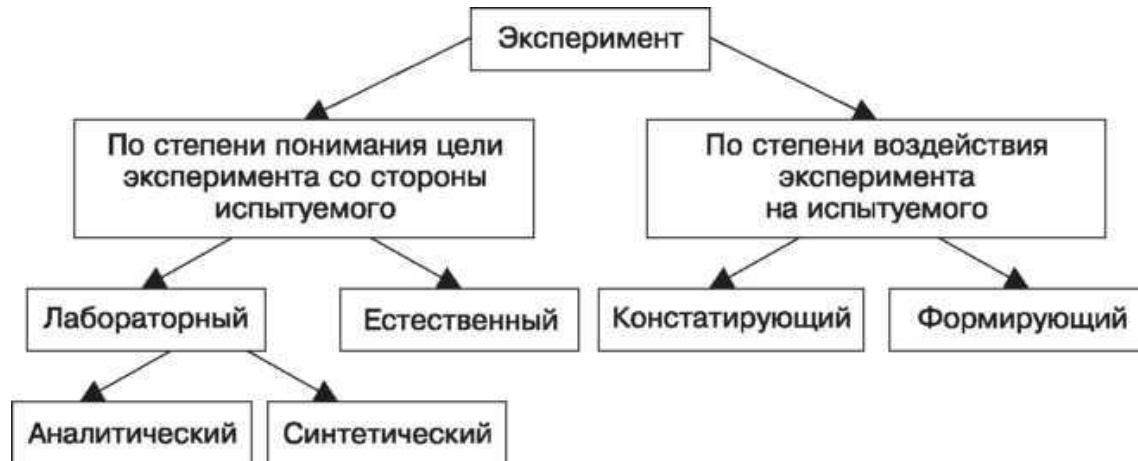 Эксперимент
По степени понимания цели
эксперимента со стороны
испытуемого
По степени воздействия
эксперимента
на испытуемого
Лабораторный
Естественный
Констатирующий
Формирующий
Аналитический
Синтетический